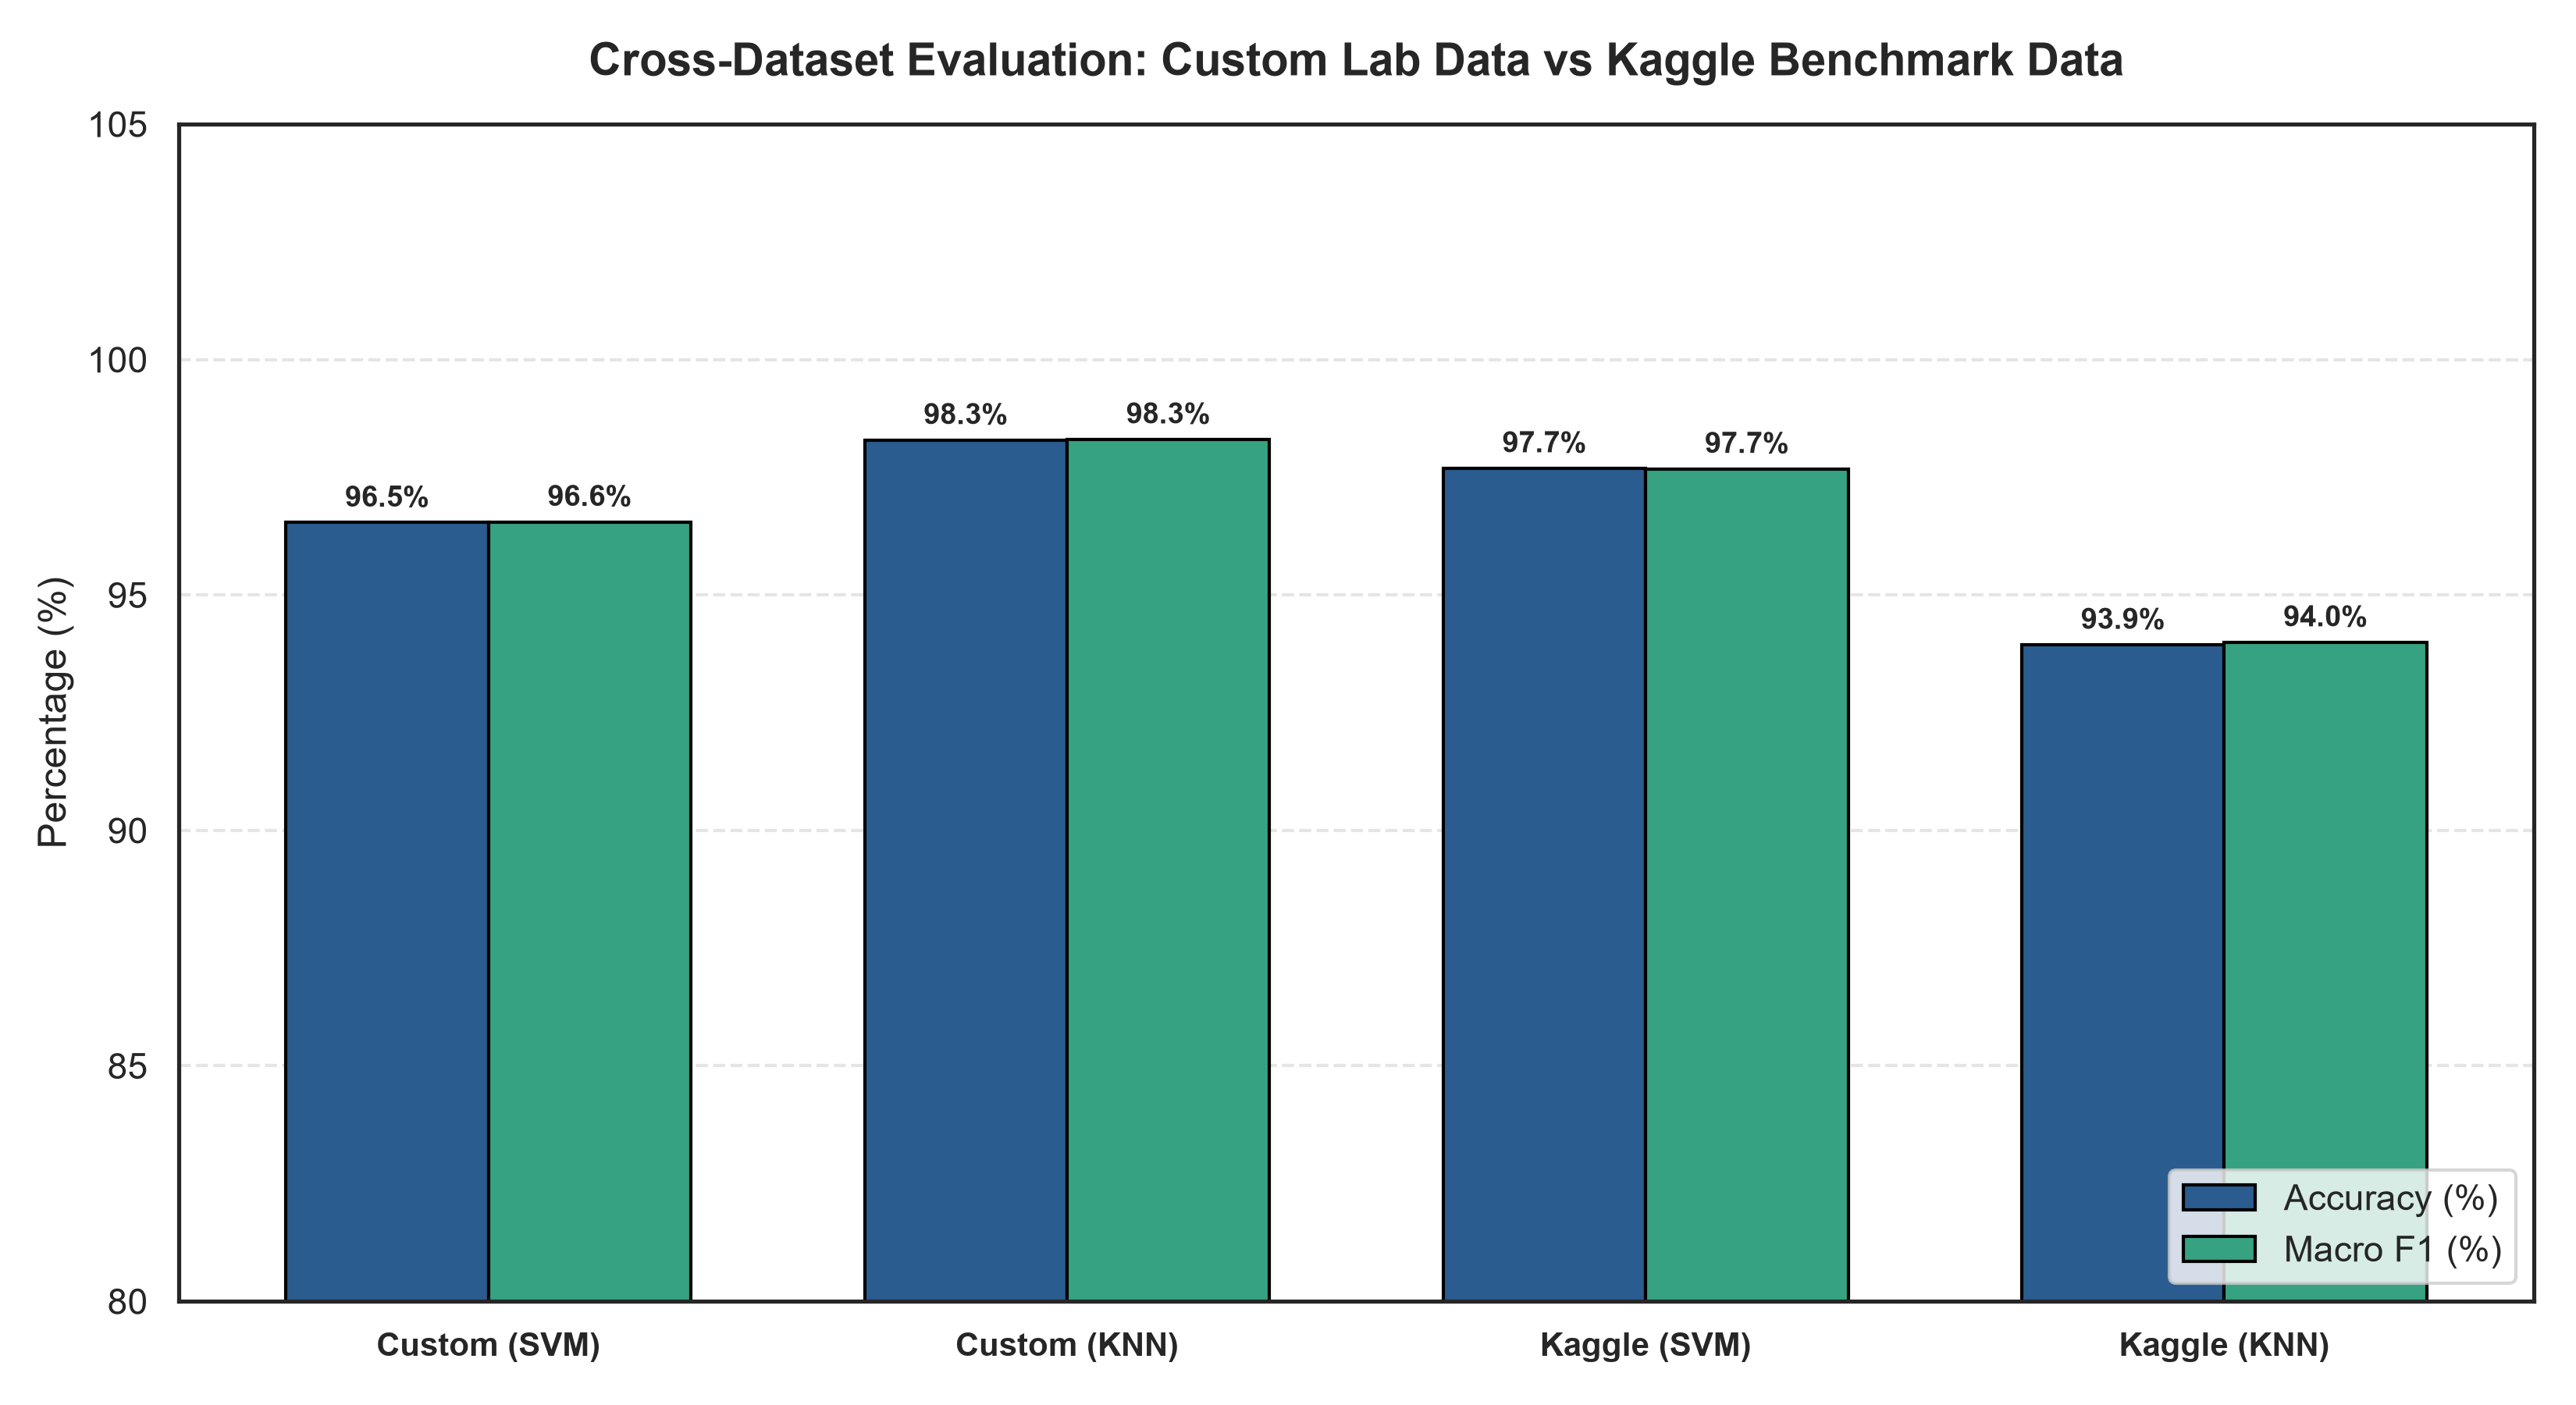 Cross-Dataset Evaluation: Custom Lab Data vs Kaggle Benchmark Data
105
100
95
90
85
80
Percentage (%)
96.5%
96.6%
98.3%
98.3%
97.7%
97.7%
93.9%
94.0%
Accuracy (%)
Macro F1 (%)
Custom (SVM)
Custom (KNN)
Kaggle (SVM)
Kaggle (KNN)